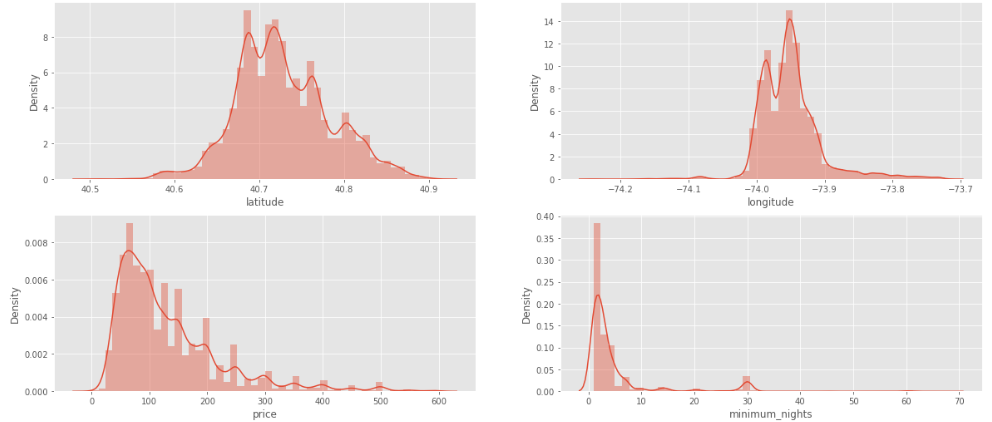 8
6
4
2
0
Density
40.5 40.6 40.7 40.8 40.9
latitude
14
12
10
8
6
4
2
0
Density
−74.2 −74.1 −74.0 −73.9 −73.8 −73.7
longitude
0.008
0.006
0.004
0.002
0.000
Density
0 100 200 300 400 500 600
price
0.40
0.35
0.30
0.25
0.20
0.15
0.10
0.05
0.00
Density
0 10 20 30 40 50 60 70
minimum_nights